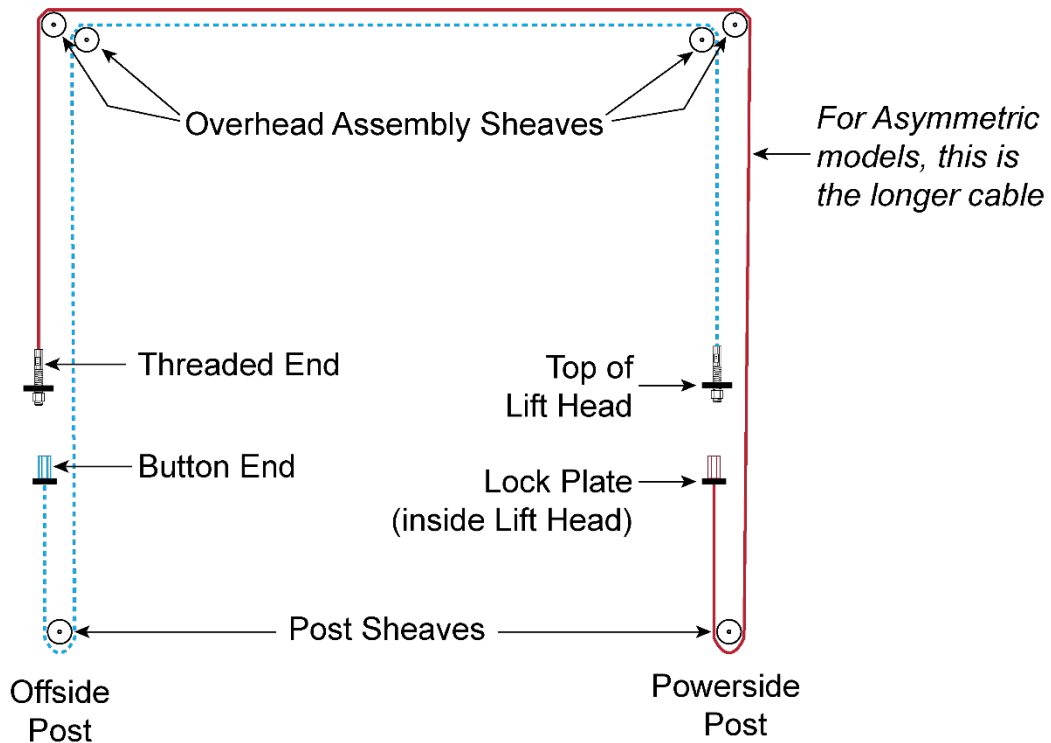 Overhead Assembly Sheaves
For Asymmetric
models, this is
the longer cable
Threaded End
Top of
Lift Head
Button End
Lock Plate
(inside Lift Head)
Post Sheaves
Offside
Post
Powerside
Post